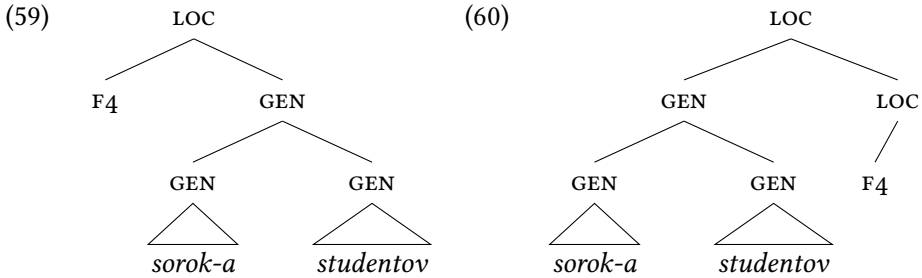 (59) LOC (60) LOC
F4 GEN GEN LOC
GEN GEN GEN GEN F4
sorok-a studentov sorok-a studentov